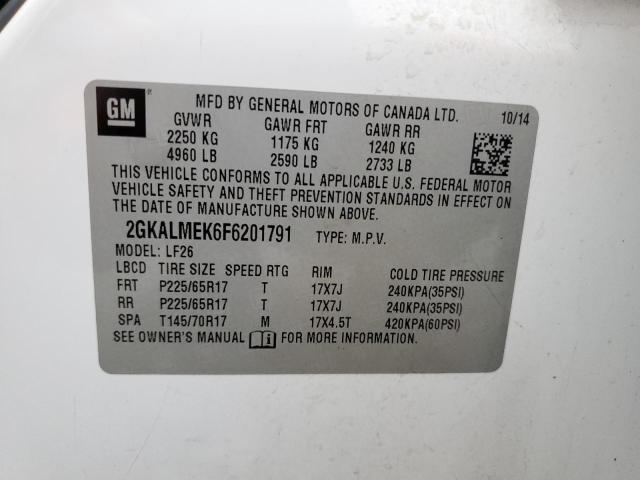 GM
®
MFD BY GENERAL MOTORS OF CANADA LTD. 10/14
GVWR GAWR FRT GAWR RR
2250 KG 1175 KG 1240 KG
4960 LB 2590 LB 2733 LB
THIS VEHICLE CONFORMS TO ALL APPLICABLE U.S. FEDERAL MOTOR
VEHICLE SAFETY AND THEFT PREVENTION STANDARDS IN EFFECT ON
THE DATE OF MANUFACTURE SHOWN ABOVE.
2GKALMEK6F6201791 TYPE: M.P.V.
MODEL: LF26
LBCD TIRE SIZE SPEED RTG RIM COLD TIRE PRESSURE
FRT P225/65R17 T 17X7J 240KPA(35PSI)
RR P225/65R17 T 17X7J 240KPA(35PSI)
SPA T145/70R17 M 17X4.5T 420KPA(60PSI)
SEE OWNER'S MANUAL i FOR MORE INFORMATION.